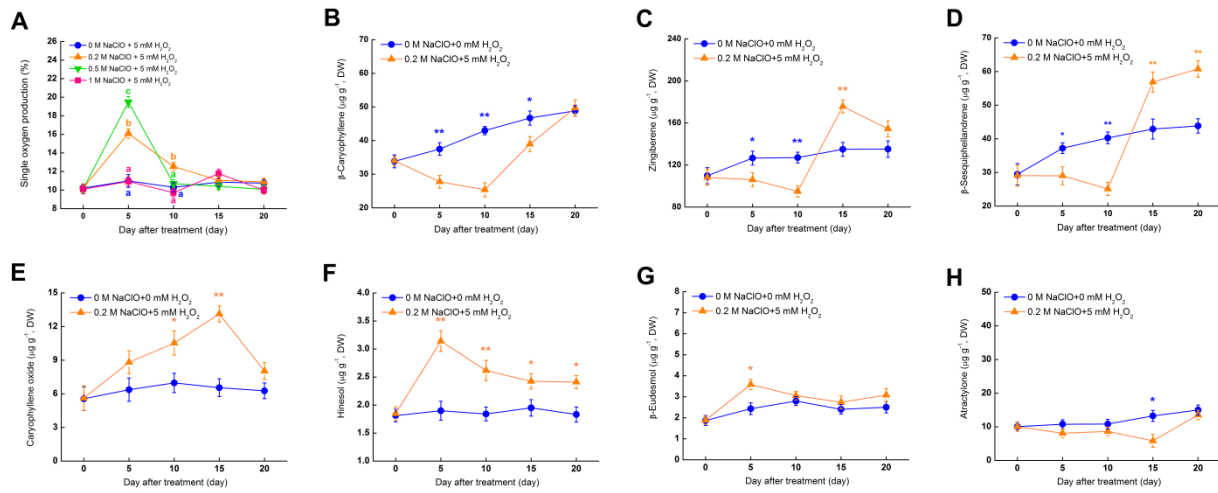 A
0 M NaClO + 5 mM H₂O₂
0.2 M NaClO + 5 mM H₂O₂
0.5 M NaClO + 5 mM H₂O₂
1 M NaClO + 5 mM H₂O₂
Single oxygen production (%)
26
24
22
20
18
16
14
12
10
8
c
b
a
a
b
a
a
a
0
5
10
15
20
Day after treatment (day)
B
0 M NaClO+0 mM H₂O₂
0.2 M NaClO+5 mM H₂O₂
β-Caryophyllene (μg g⁻¹, DW)
70
60
50
40
30
20
**
**
*
0
5
10
15
20
Day after treatment (day)
C
0 M NaClO+0 mM H₂O₂
0.2 M NaClO+5 mM H₂O₂
Zingiberene (μg g⁻¹, DW)
240
200
160
120
80
*
**
**
0
5
10
15
20
Day after treatment (day)
D
0 M NaClO+0 mM H₂O₂
0.2 M NaClO+5 mM H₂O₂
β-Sesquiphellandrene (μg g⁻¹, DW)
70
60
50
40
30
20
*
**
**
**
0
5
10
15
20
Day after treatment (day)
E
0 M NaClO+0 mM H₂O₂
0.2 M NaClO+5 mM H₂O₂
Caryophyllene oxide (μg g⁻¹, DW)
15
12
9
6
3
0
*
**
0
5
10
15
20
Day after treatment (day)
F
0 M NaClO+0 mM H₂O₂
0.2 M NaClO+5 mM H₂O₂
Hinesol (μg g⁻¹, DW)
4.0
3.5
3.0
2.5
2.0
1.5
1.0
**
**
*
*
0
5
10
15
20
Day after treatment (day)
G
0 M NaClO+0 mM H₂O₂
0.2 M NaClO+5 mM H₂O₂
β-Eudesmol (μg g⁻¹, DW)
8
7
6
5
4
3
2
1
0
*
0
5
10
15
20
Day after treatment (day)
H
0 M NaClO+0 mM H₂O₂
0.2 M NaClO+5 mM H₂O₂
Atractylone (μg g⁻¹, DW)
50
40
30
20
10
0
*
0
5
10
15
20
Day after treatment (day)